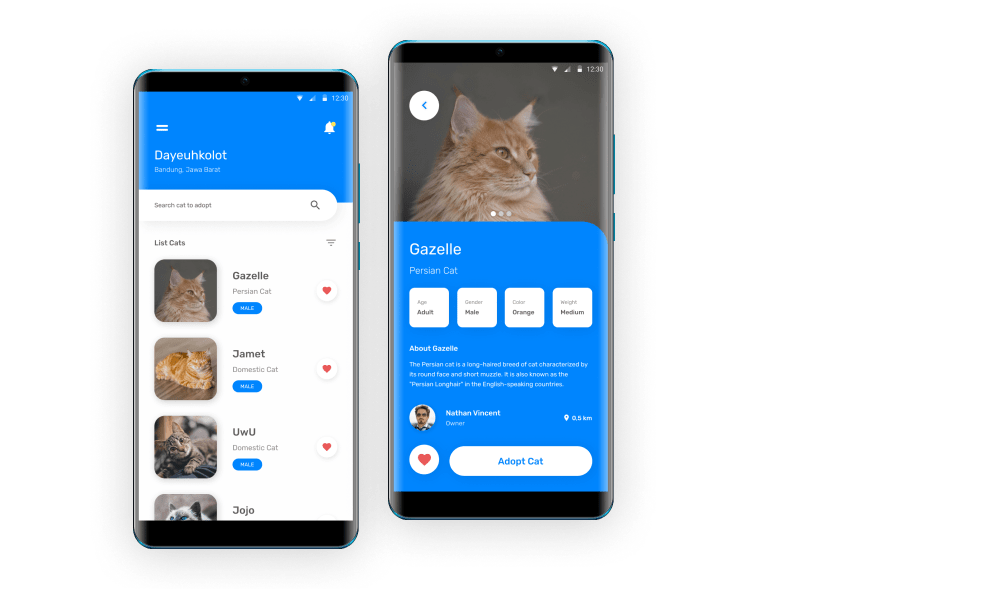 12:30
Dayeuhkolot
Bandung, Jawa Barat
Search cat to adopt
List Cats
Gazelle
Persian Cat
MALE
Jamet
Domestic Cat
MALE
UwU
Domestic Cat
MALE
Jojo
12:30
Gazelle
Persian Cat
Age
Adult
Gender
Male
Color
Orange
Weight
Medium
About Gazelle
The Persian cat is a long-haired breed of cat characterized by
its round face and short muzzle. It is also known as the
"Persian Longhair" in the English-speaking countries.
Nathan Vincent
Owner
0,5 km
Adopt Cat